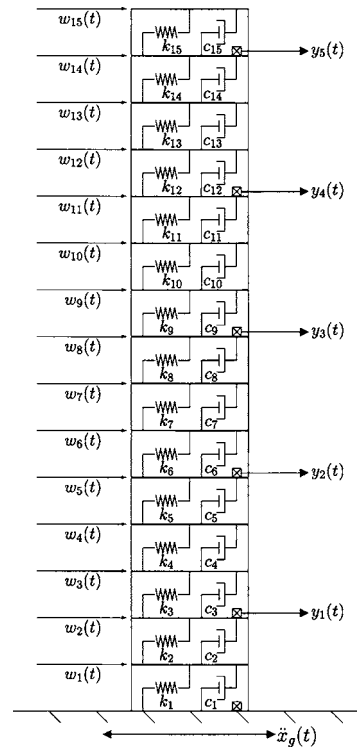 w₁₅(t)
k₁₅ c₁₅ y₅(t)
w₁₄(t)
k₁₄ c₁₄
w₁₃(t)
k₁₃ c₁₃
w₁₂(t)
k₁₂ c₁₂ y₄(t)
w₁₁(t)
k₁₁ c₁₁
w₁₀(t)
k₁₀ c₁₀
w₉(t)
k₉ c₉ y₃(t)
w₈(t)
k₈ c₈
w₇(t)
k₇ c₇
w₆(t)
k₆ c₆ y₂(t)
w₅(t)
k₅ c₅
w₄(t)
k₄ c₄
w₃(t)
k₃ c₃ y₁(t)
w₂(t)
k₂ c₂
w₁(t)
k₁ c₁
ẍ_g(t)